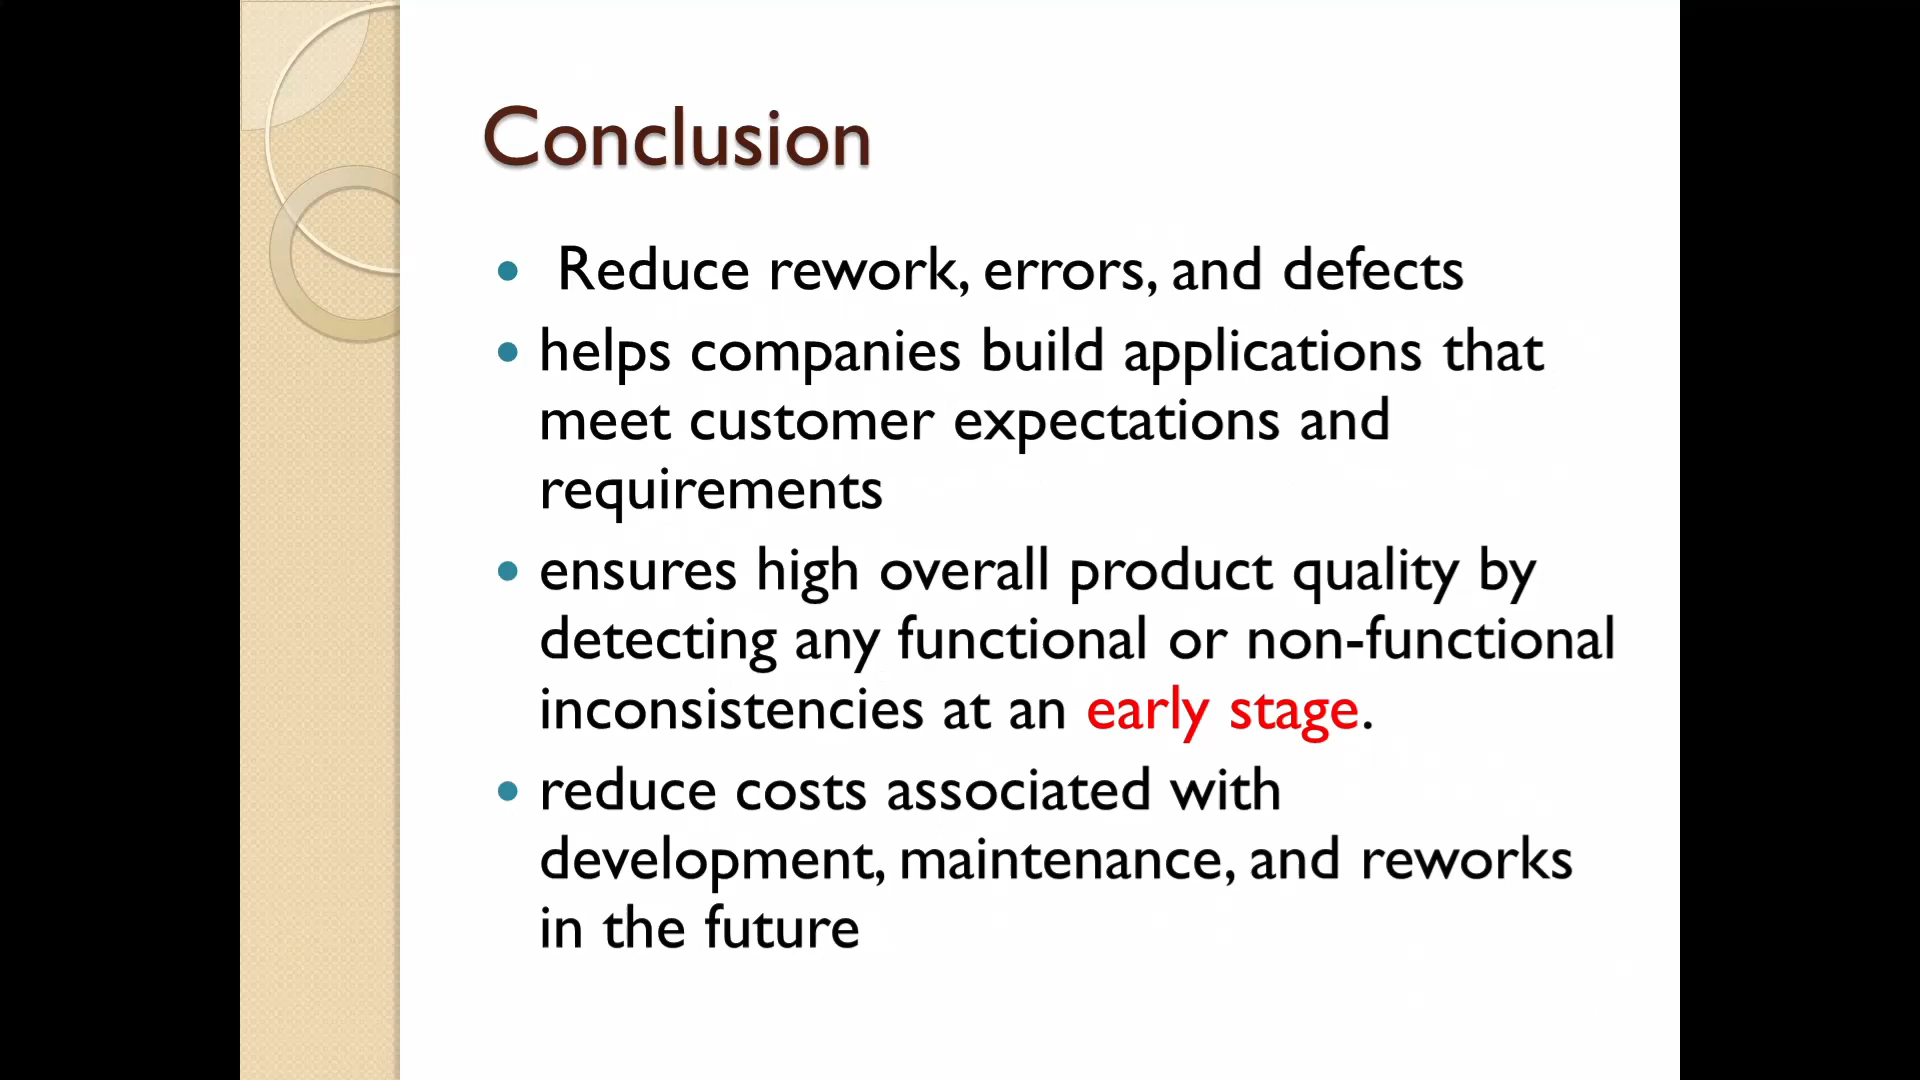 Conclusion
• Reduce rework, errors, and defects
• helps companies build applications that
meet customer expectations and
requirements
• ensures high overall product quality by
detecting any functional or non-functional
inconsistencies at an early stage.
• reduce costs associated with
development, maintenance, and reworks
in the future